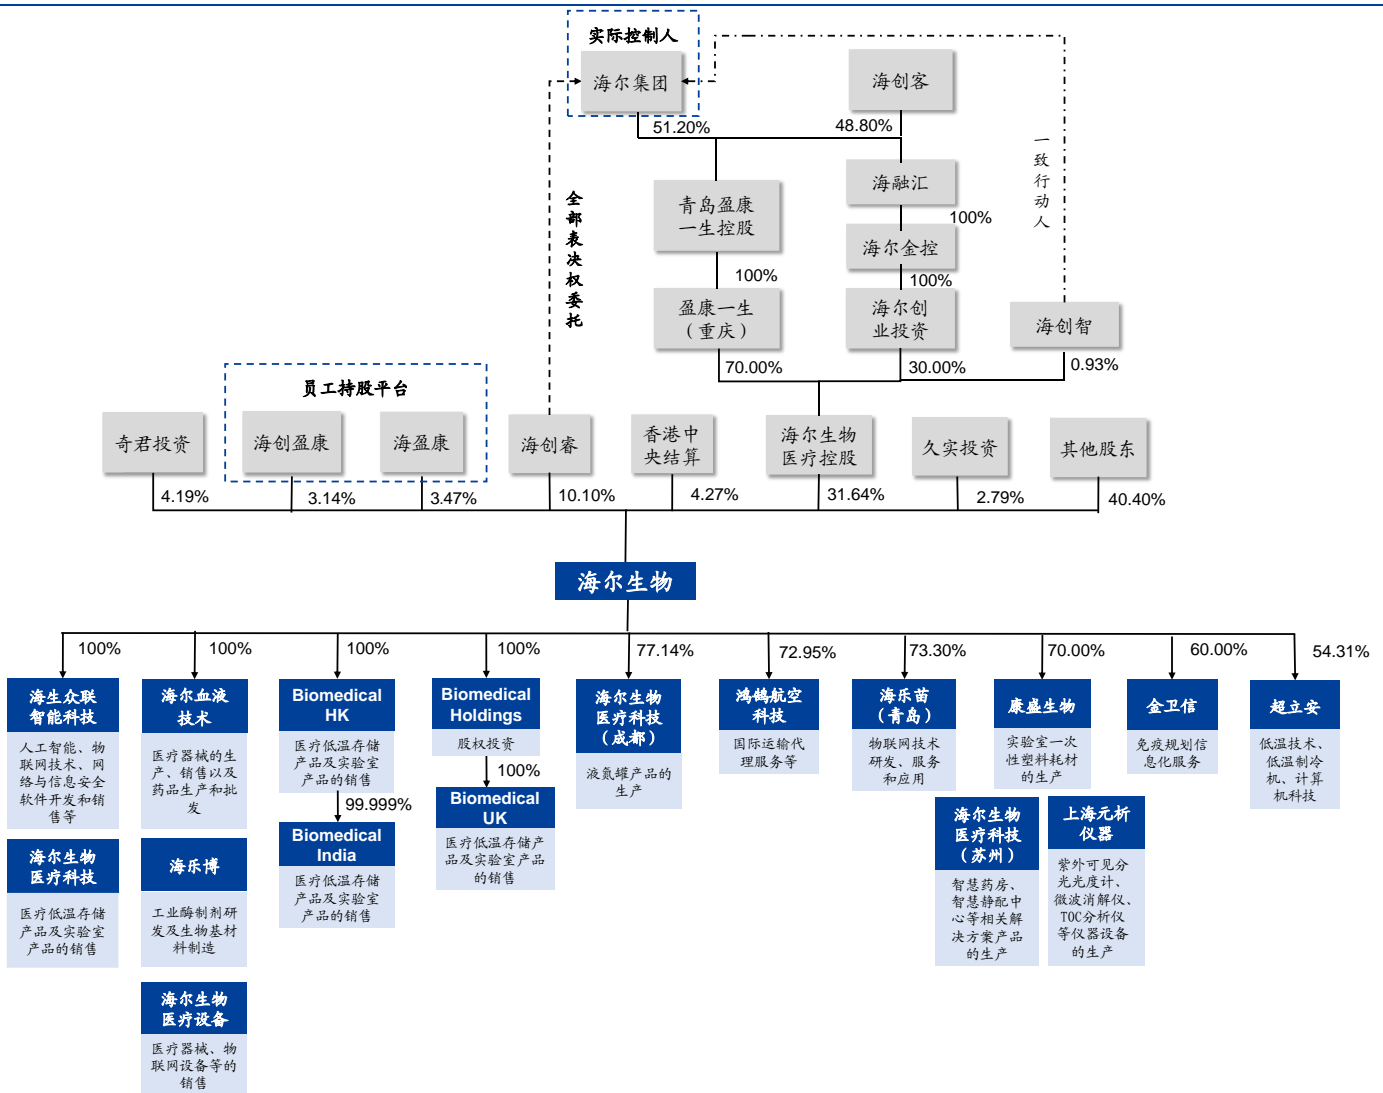 实际控制人
海尔集团
海创客
51.20%
48.80%
一致行动人
全部表决权委托
青岛盈康
一生控股
海融汇
100%
海尔金控
100%
100%
盈康一生
（重庆）
海尔创
业投资
海创智
70.00%
30.00%
0.93%
员工持股平台
奇君投资
海创盈康
海盈康
海创睿
香港中
央结算
海尔生物
医疗控股
久实投资
其他股东
4.19%
3.14%
3.47%
10.10%
4.27%
31.64%
2.79%
40.40%
海尔生物
100%
100%
100%
100%
77.14%
72.95%
73.30%
70.00%
60.00%
54.31%
海生众联
智能科技
人工智能、物
联网技术、网
络与信息安全
软件开发和销
售等
海尔血液
技术
医疗器械的生
产、销售以及
药品生产和批
发
Biomedical
HK
医疗低温存储
产品及实验室
产品的销售
99.999%
Biomedical
Holdings
股权投资
100%
海尔生物
医疗科技
（成都）
液氮罐产品的
生产
鸿鹄航空
科技
国际运输代
理服务等
海乐苗
（青岛）
物联网技术
研发、服务
和应用
康盛生物
实验室一次
性塑料耗材
的生产
金卫信
免疫规划信
息化服务
超立安
低温技术、
低温制冷
机、计算
机科技
海尔生物
医疗科技
医疗低温存储
产品及实验室
产品的销售
海乐博
工业酶制剂研
发及生物基材
料制造
Biomedical
India
医疗低温存储
产品及实验室
产品的销售
Biomedical
UK
医疗低温存储产
品及实验室产品
的销售
海尔生物
医疗科技
（苏州）
智慧药房、
智慧静配中
心等相关解
决方案产品
的生产
上海元析
仪器
紫外可见分
光光度计、
微波消解仪、
TOC分析仪
等仪器设备
的生产
海尔生物
医疗设备
医疗器械、物
联网设备等的
销售